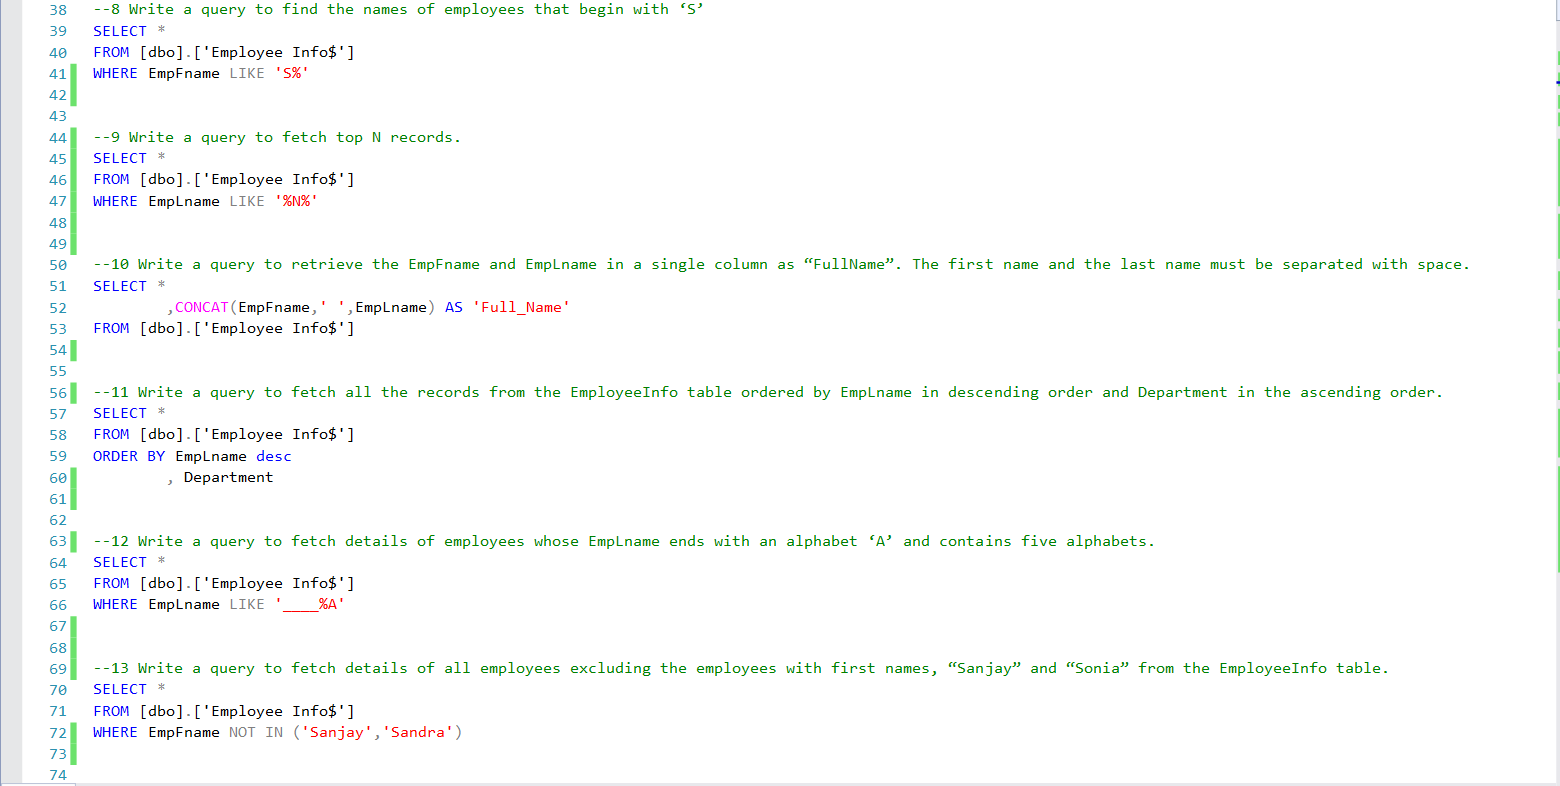 38 --8 Write a query to find the names of employees that begin with ‘S’
39 SELECT *
40 FROM [dbo].['Employee Info$']
41 WHERE EmpFname LIKE 'S%'
42
43
44 --9 Write a query to fetch top N records.
45 SELECT *
46 FROM [dbo].['Employee Info$']
47 WHERE EmpLname LIKE '%N%'
48
49
50 --10 Write a query to retrieve the EmpFname and EmpLname in a single column as “FullName”. The first name and the last name must be separated with space.
51 SELECT *
52 ,CONCAT(EmpFname,' ',EmpLname) AS 'Full_Name'
53 FROM [dbo].['Employee Info$']
54
55
56 --11 Write a query to fetch all the records from the EmployeeInfo table ordered by EmpLname in descending order and Department in the ascending order.
57 SELECT *
58 FROM [dbo].['Employee Info$']
59 ORDER BY EmpLname desc
60 , Department
61
62
63 --12 Write a query to fetch details of employees whose EmpLname ends with an alphabet ‘A’ and contains five alphabets.
64 SELECT *
65 FROM [dbo].['Employee Info$']
66 WHERE EmpLname LIKE '____%A'
67
68
69 --13 Write a query to fetch details of all employees excluding the employees with first names, “Sanjay” and “Sonia” from the EmployeeInfo table.
70 SELECT *
71 FROM [dbo].['Employee Info$']
72 WHERE EmpFname NOT IN ('Sanjay','Sandra')
73
74